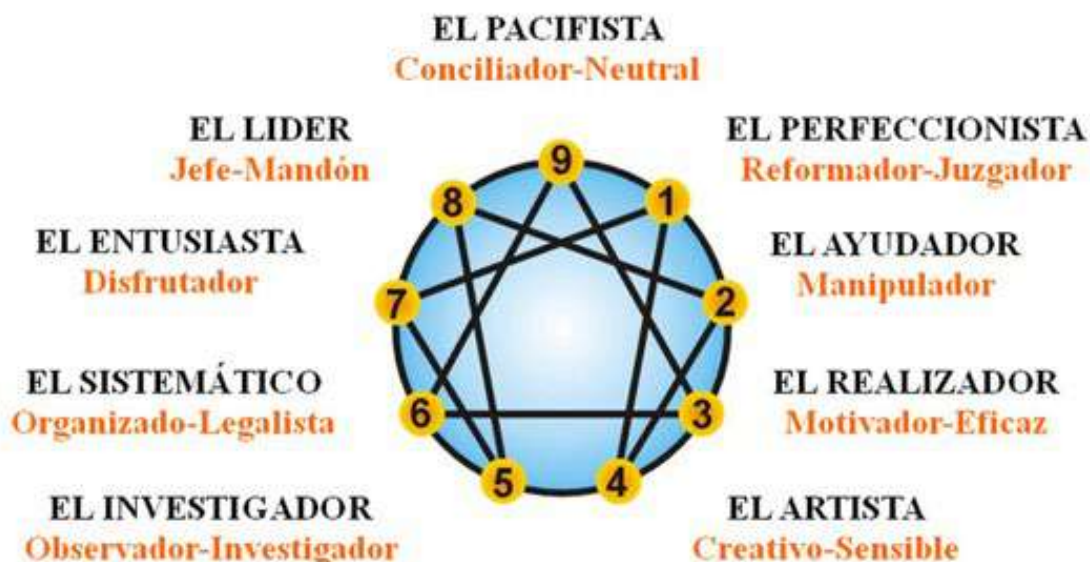 EL PACIFISTA
Conciliador-Neutral
EL LIDER
Jefe-Mandón
EL PERFECCIONISTA
Reformador-Juzgador
EL ENTUSIASTA
Disfrutador
EL AYUDADOR
Manipulador
EL SISTEMÁTICO
Organizado-Legalista
EL REALIZADOR
Motivador-Eficaz
EL INVESTIGADOR
Observador-Investigador
EL ARTISTA
Creativo-Sensible
9
8
1
7
2
6
3
5
4